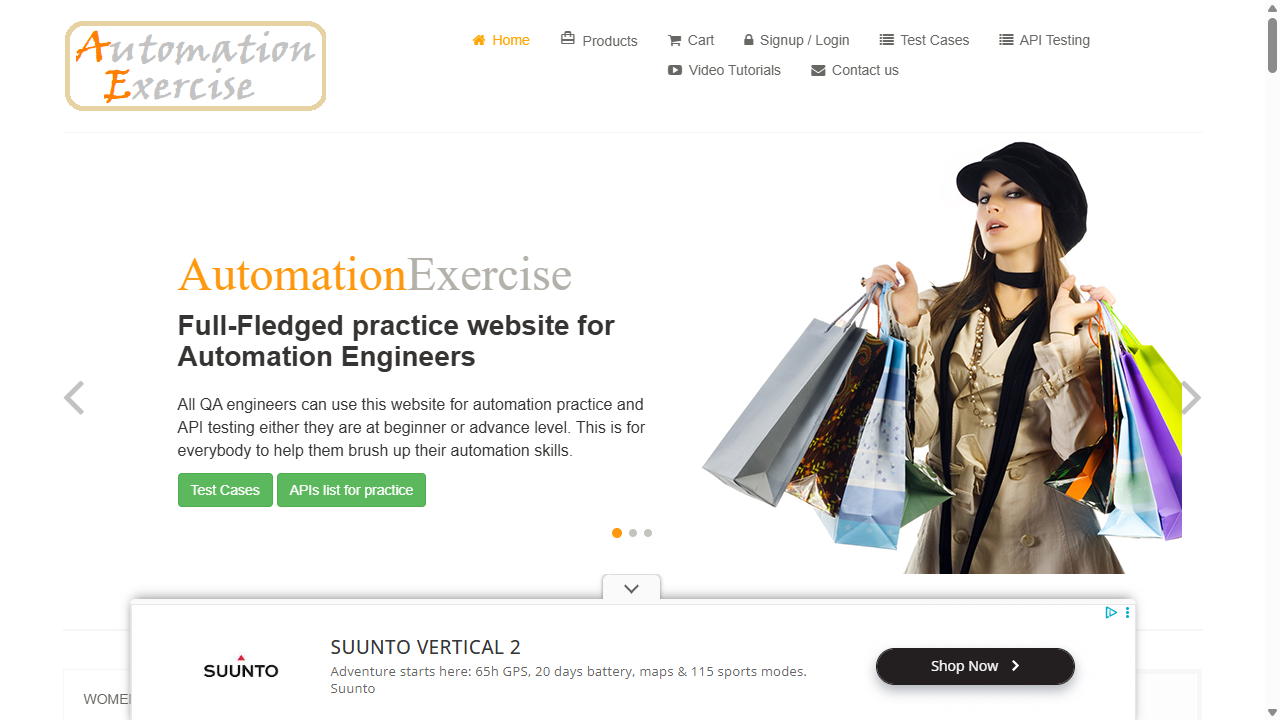 Automation
Exercise
Home
Products
Cart
Signup / Login
Test Cases
API Testing
Video Tutorials
Contact us
AutomationExercise
Full-Fledged practice website for
Automation Engineers
All QA engineers can use this website for automation practice and
API testing either they are at beginner or advance level. This is for
everybody to help them brush up their automation skills.
Test Cases
APIs list for practice
SUUNTO
SUUNTO VERTICAL 2
Adventure starts here: 65h GPS, 20 days battery, maps & 115 sports modes.
Suunto
Shop Now